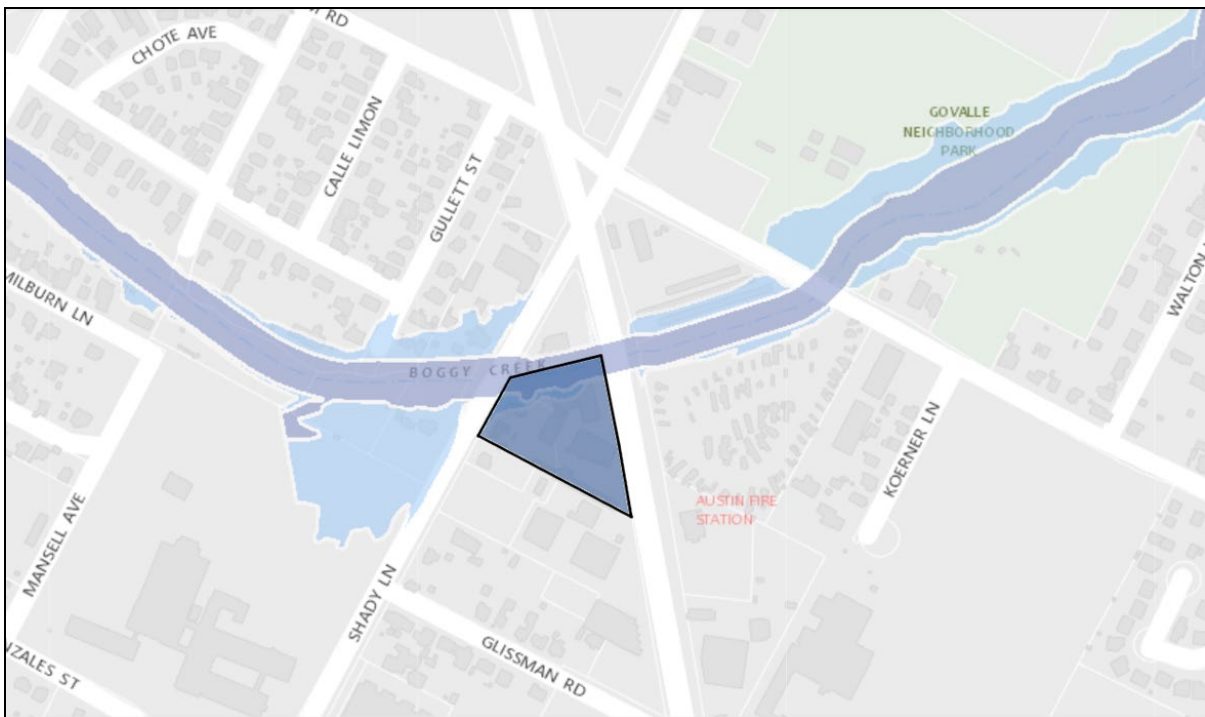 RD
CHOTE AVE
CALLE LIMON
GULLETT ST
GOVALLE
NEIGHBORHOOD
PARK
MILBURN LN
WALTON
BOGGY CREEK
KOERNER LN
AUSTIN FIRE
STATION
MANSELL AVE
SHADY LN
GLISSMAN RD
NZALES ST